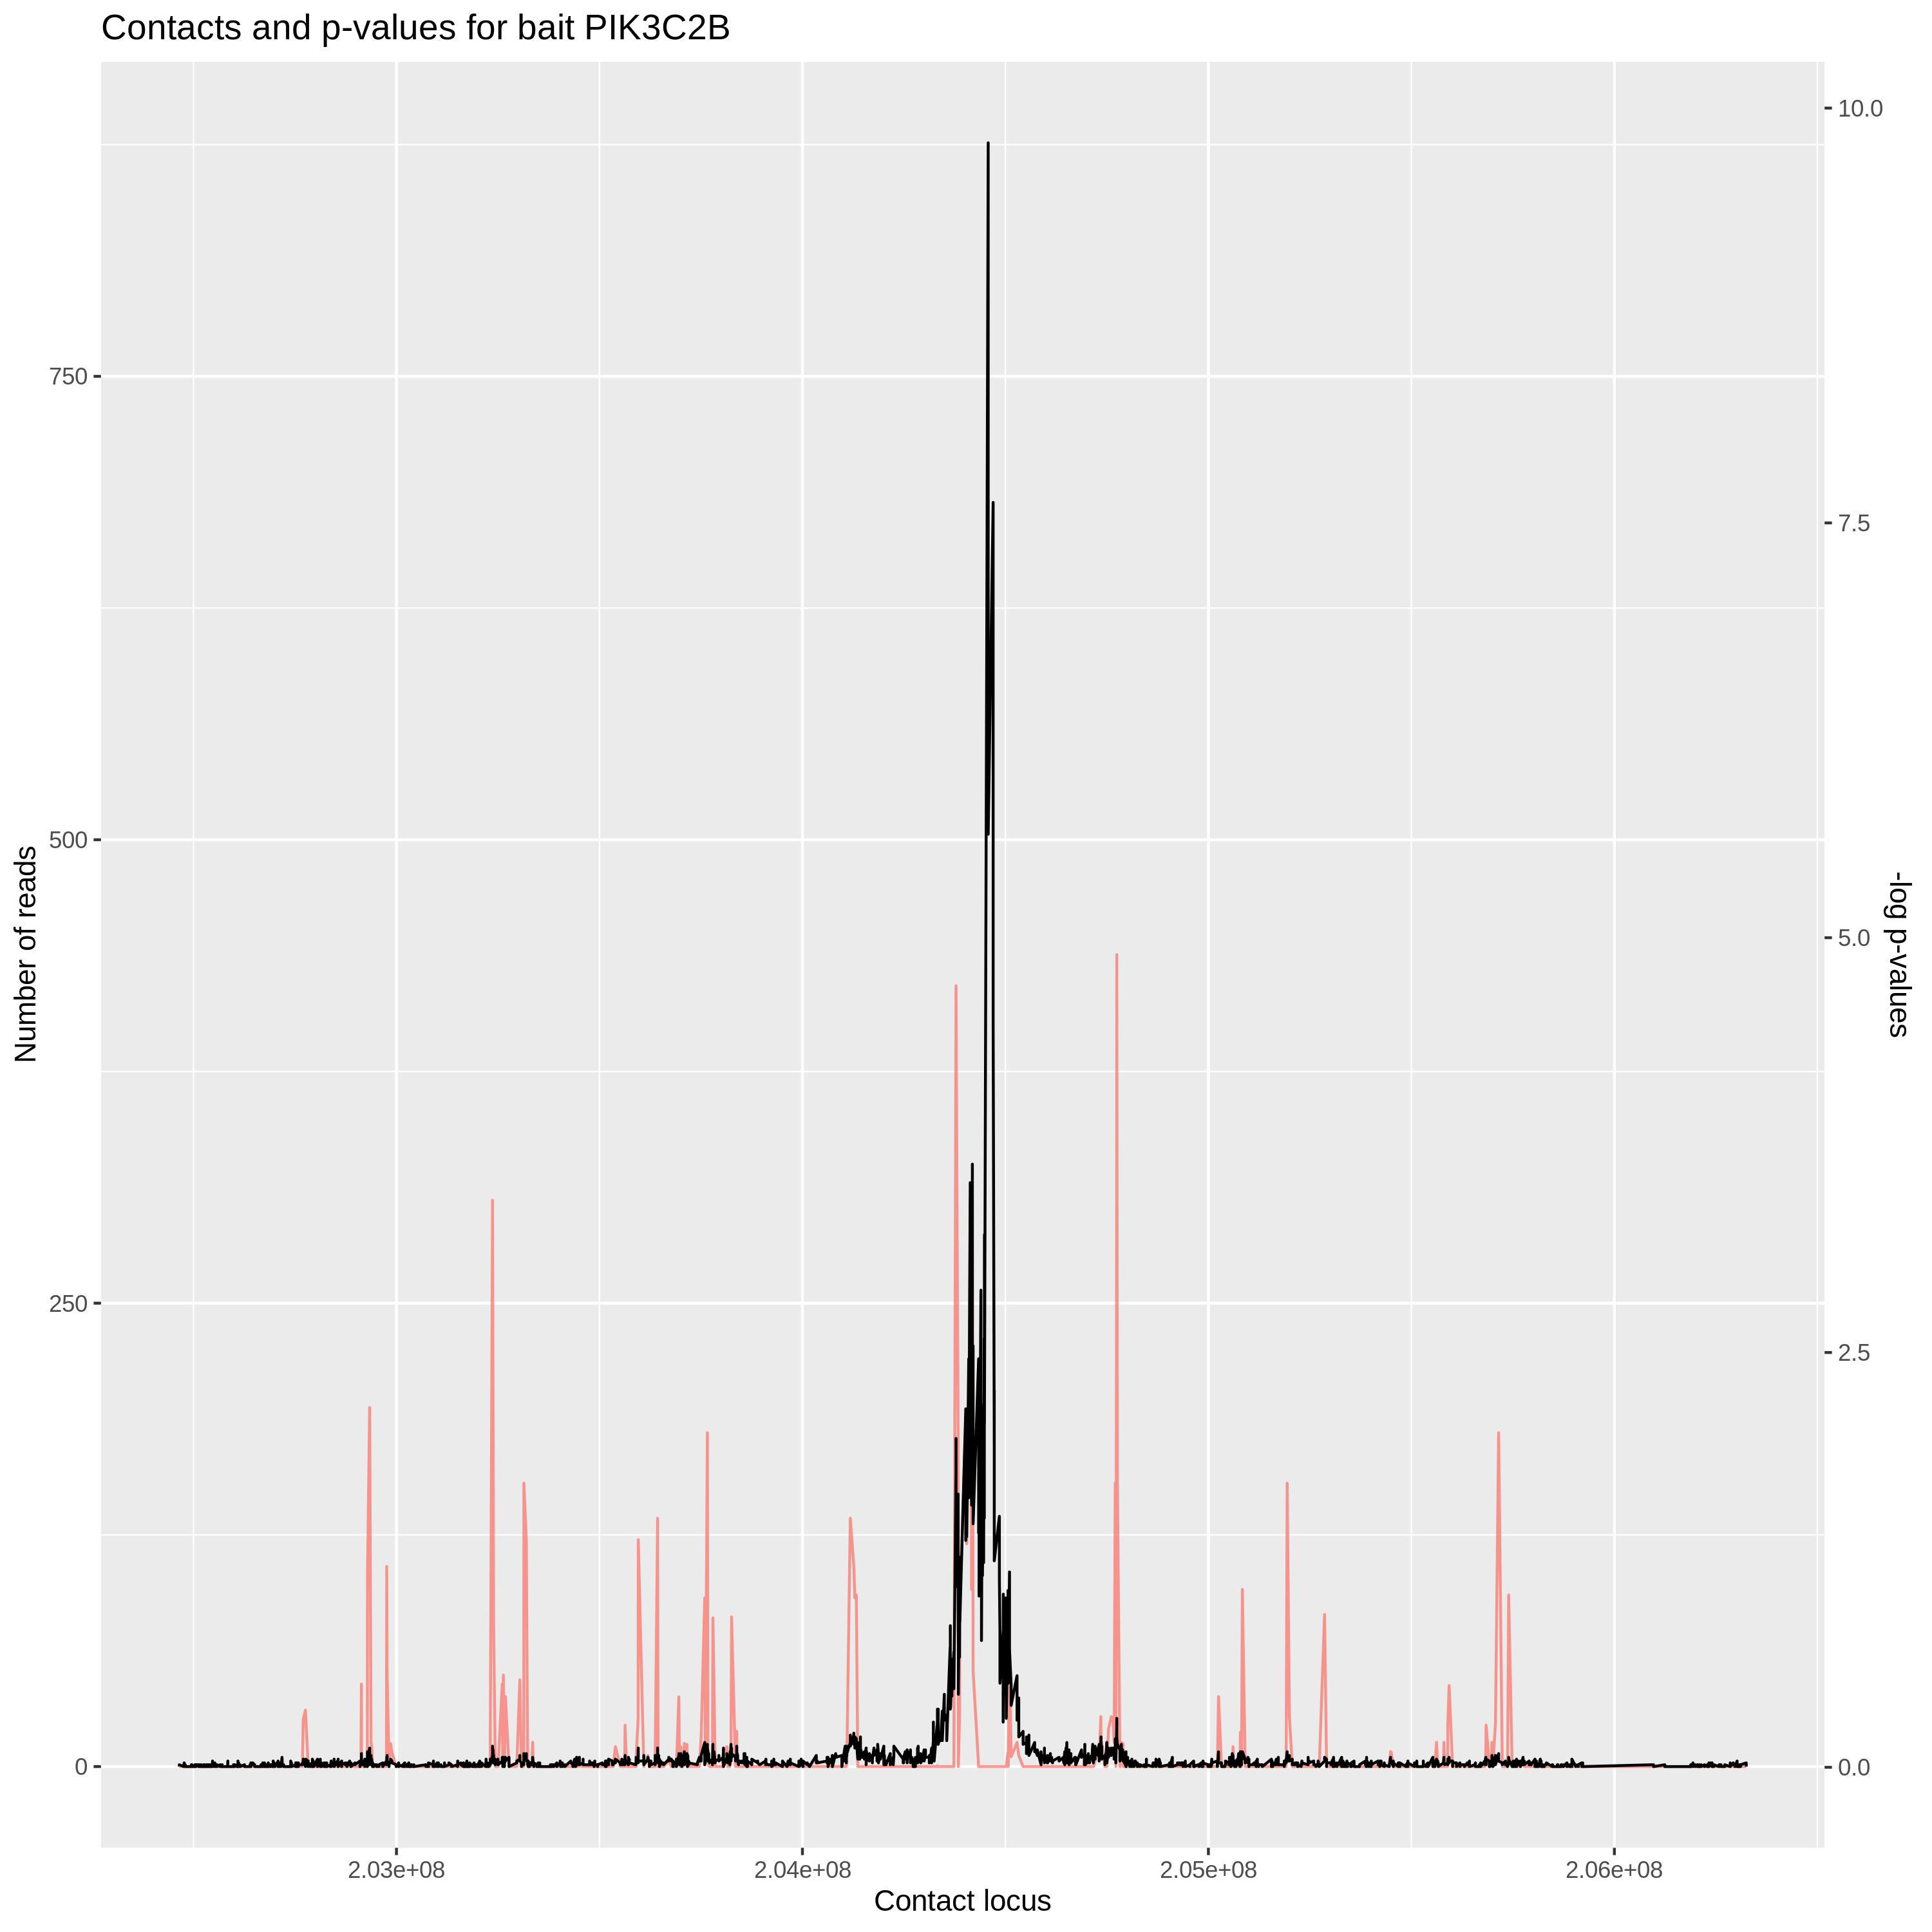 Contacts and p-values for bait PIK3C2B
10.0
750
7.5
500
5.0
Number of reads
-log p-values
250
2.5
0
0.0
2.03e+08 2.04e+08 2.05e+08 2.06e+08
Contact locus